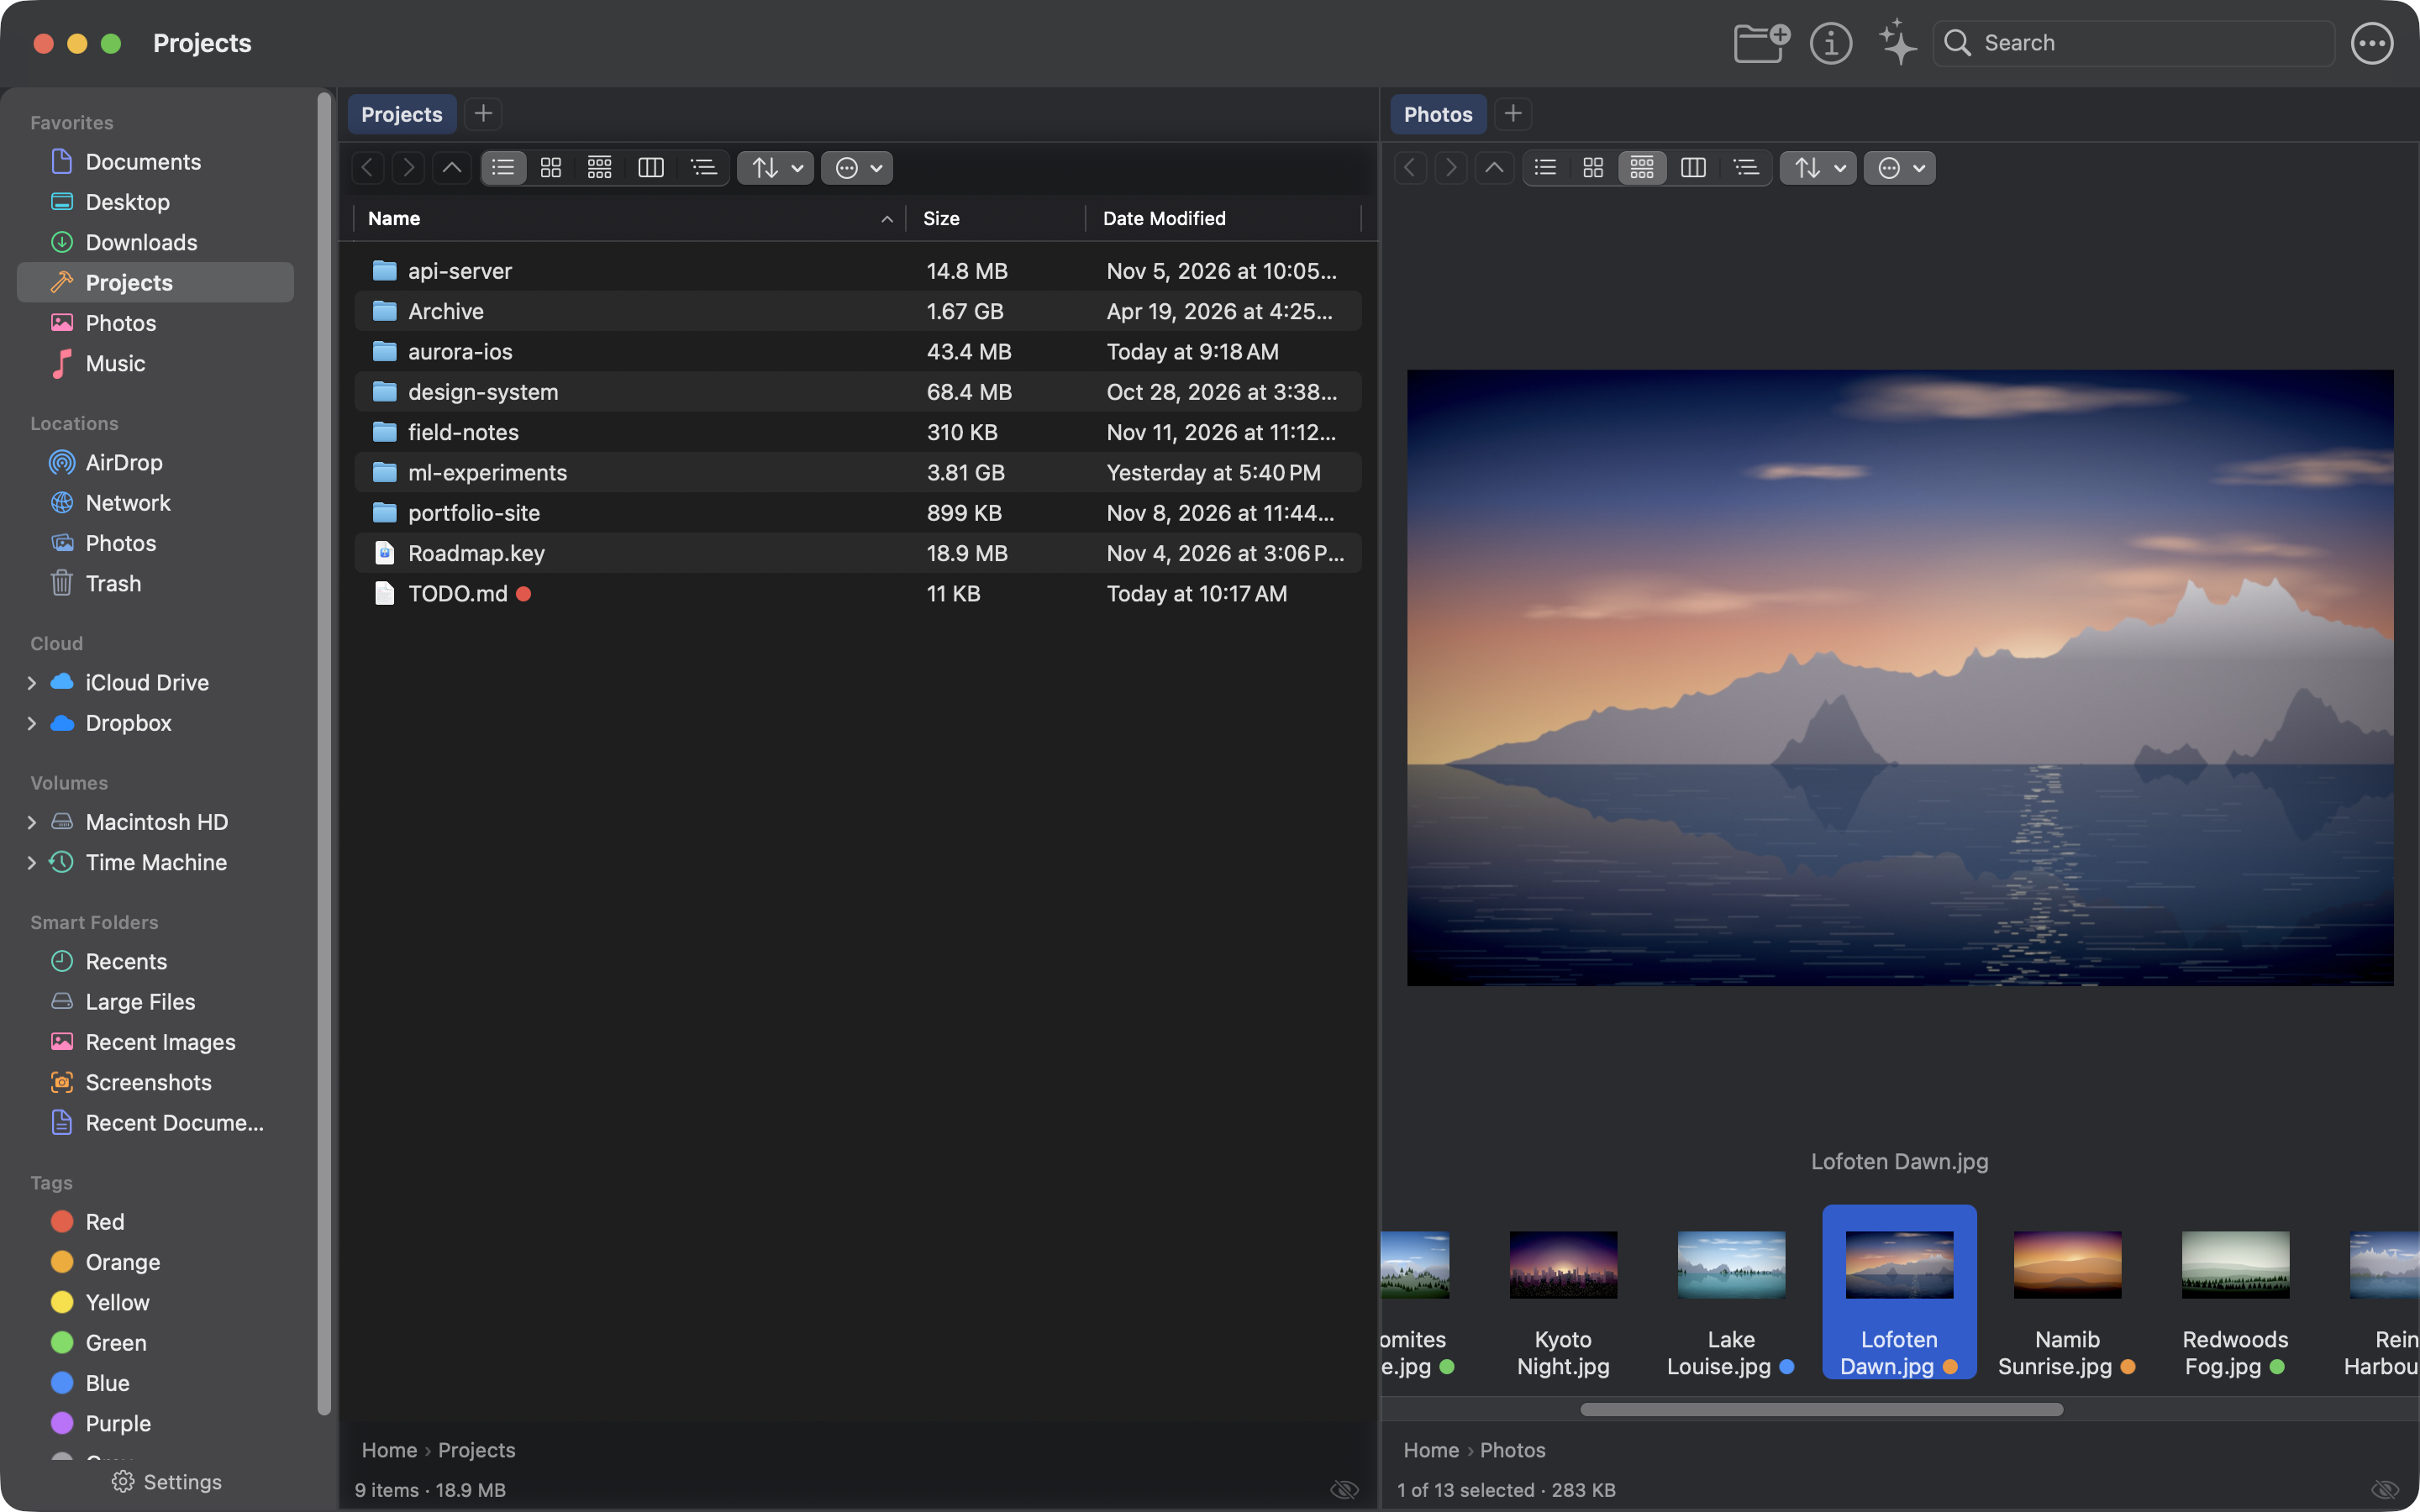 Projects
Search
Favorites
Documents
Desktop
Downloads
Projects
Photos
Music
Locations
AirDrop
Network
Photos
Trash
Cloud
iCloud Drive
Dropbox
Volumes
Macintosh HD
Time Machine
Smart Folders
Recents
Large Files
Recent Images
Screenshots
Recent Docume...
Tags
Red
Orange
Yellow
Green
Blue
Purple
Settings
Projects
Name Size Date Modified
api-server 14.8 MB Nov 5, 2026 at 10:05...
Archive 1.67 GB Apr 19, 2026 at 4:25...
aurora-ios 43.4 MB Today at 9:18 AM
design-system 68.4 MB Oct 28, 2026 at 3:38...
field-notes 310 KB Nov 11, 2026 at 11:12...
ml-experiments 3.81 GB Yesterday at 5:40 PM
portfolio-site 899 KB Nov 8, 2026 at 11:44...
Roadmap.key 18.9 MB Nov 4, 2026 at 3:06 P...
TODO.md 11 KB Today at 10:17 AM
Home › Projects
9 items · 18.9 MB
Photos
Lofoten Dawn.jpg
omites
e.jpg
Kyoto
Night.jpg
Lake
Louise.jpg
Lofoten
Dawn.jpg
Namib
Sunrise.jpg
Redwoods
Fog.jpg
Rein
Harbou
Home › Photos
1 of 13 selected · 283 KB